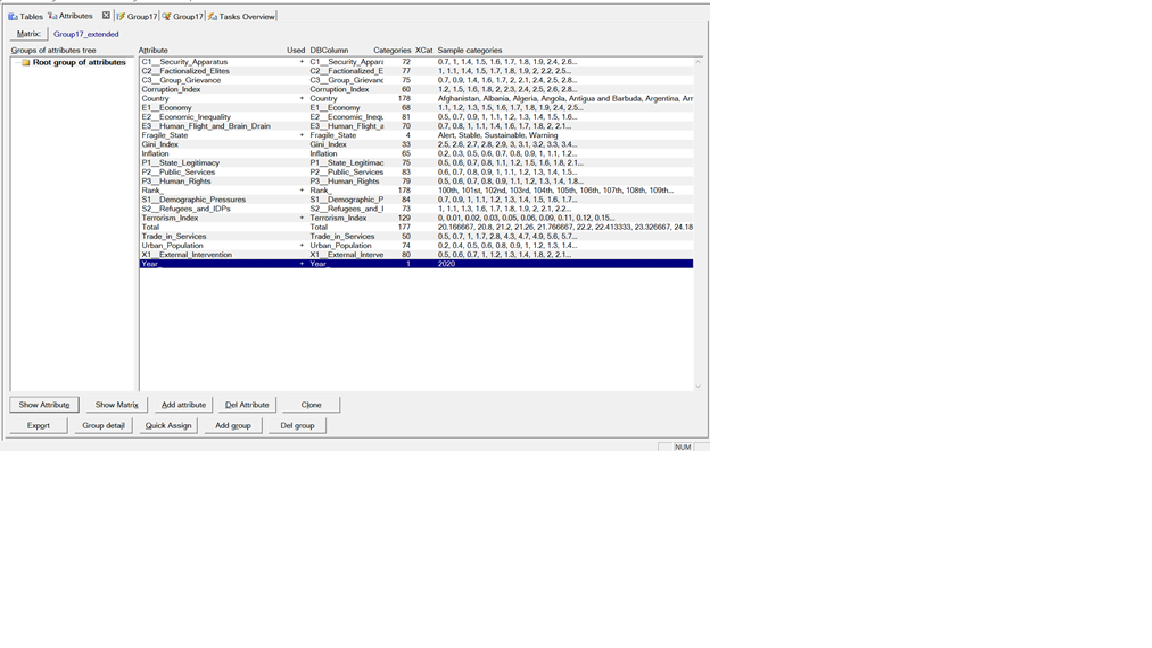 Tables Attributes Group17 Group17 Tasks Overview
Matrix: Group17_extended
Groups of attributes tree Attribute Used DBColumn Categories XCat Sample categories
Root group of attributes
C1__Security_Apparatus C1__Security_Appara 72 0.7, 1, 1.4, 1.5, 1.6, 1.7, 1.8, 1.9, 2.4, 2.6...
C2__Factionalized_Elites C2__Factionalized_E 77 1, 1.1, 1.4, 1.5, 1.7, 1.8, 1.9, 2, 2.2, 2.5...
C3__Group_Grievance C3__Group_Grievanc 75 0.7, 0.9, 1.4, 1.6, 1.7, 2, 2.1, 2.4, 2.5, 2.8...
Corruption_Index Corruption_Index 60 1.2, 1.5, 1.6, 1.8, 2, 2.3, 2.4, 2.5, 2.6, 2.8...
Country Country 178 Afghanistan, Albania, Algeria, Angola, Antigua and Barbuda, Argentina, Arr
E1__Economy E1__Economy 68 1.1, 1.2, 1.3, 1.5, 1.6, 1.7, 1.8, 1.9, 2.4, 2.5...
E2__Economic_Inequality E2__Economic_Inequ 81 0.5, 0.7, 0.9, 1, 1.1, 1.2, 1.3, 1.4, 1.5, 1.6...
E3__Human_Flight_and_Brain_Drain E3__Human_Flight_a 70 0.7, 0.8, 1, 1.1, 1.4, 1.6, 1.7, 1.8, 2, 2.1...
Fragile_State Fragile_State 4 Alert, Stable, Sustainable, Warning
Gini_Index Gini_Index 33 2.5, 2.6, 2.7, 2.8, 2.9, 3, 3.1, 3.2, 3.3, 3.4...
Inflation Inflation 65 0.2, 0.3, 0.5, 0.6, 0.7, 0.8, 0.9, 1, 1.1, 1.2...
P1__State_Legitimacy P1__State_Legitimac 75 0.5, 0.6, 0.7, 0.8, 1.1, 1.2, 1.5, 1.6, 1.8, 2.1...
P2__Public_Services P2__Public_Services 83 0.6, 0.7, 0.8, 0.9, 1, 1.1, 1.2, 1.3, 1.4, 1.5...
P3__Human_Rights P3__Human_Rights 79 0.5, 0.6, 0.7, 0.8, 0.9, 1.1, 1.2, 1.3, 1.4, 1.8...
Rank_ Rank_ 178 100th, 101st, 102nd, 103rd, 104th, 105th, 106th, 107th, 108th, 109th...
S1__Demographic_Pressures S1__Demographic_P 84 0.7, 0.9, 1, 1.1, 1.2, 1.3, 1.4, 1.5, 1.6, 1.7...
S2__Refugees_and_IDPs S2__Refugees_and_I 73 1, 1.1, 1.3, 1.6, 1.7, 1.8, 1.9, 2, 2.1, 2.2...
Terrorism_Index Terrorism_Index 129 0, 0.01, 0.02, 0.03, 0.05, 0.06, 0.09, 0.11, 0.12, 0.15...
Total Total 177 20.166667, 20.8, 21.2, 21.26, 21.766667, 22.2, 22.413333, 23.326667, 24.18
Trade_in_Services Trade_in_Services 50 0.5, 0.7, 1, 1.7, 2.8, 4.3, 4.7, 4.9, 5.6, 5.7...
Urban_Population Urban_Population 74 0.2, 0.4, 0.5, 0.6, 0.8, 0.9, 1, 1.2, 1.3, 1.4...
X1__External_Intervention X1__External_Interve 80 0.5, 0.6, 0.7, 1, 1.2, 1.3, 1.4, 1.8, 2, 2.1...
Year_ Year_ 1 2020
Show Attribute Show Matrix Add attribute Del Attribute Clone
Export Group detail Quick Assign Add group Del group
NUM